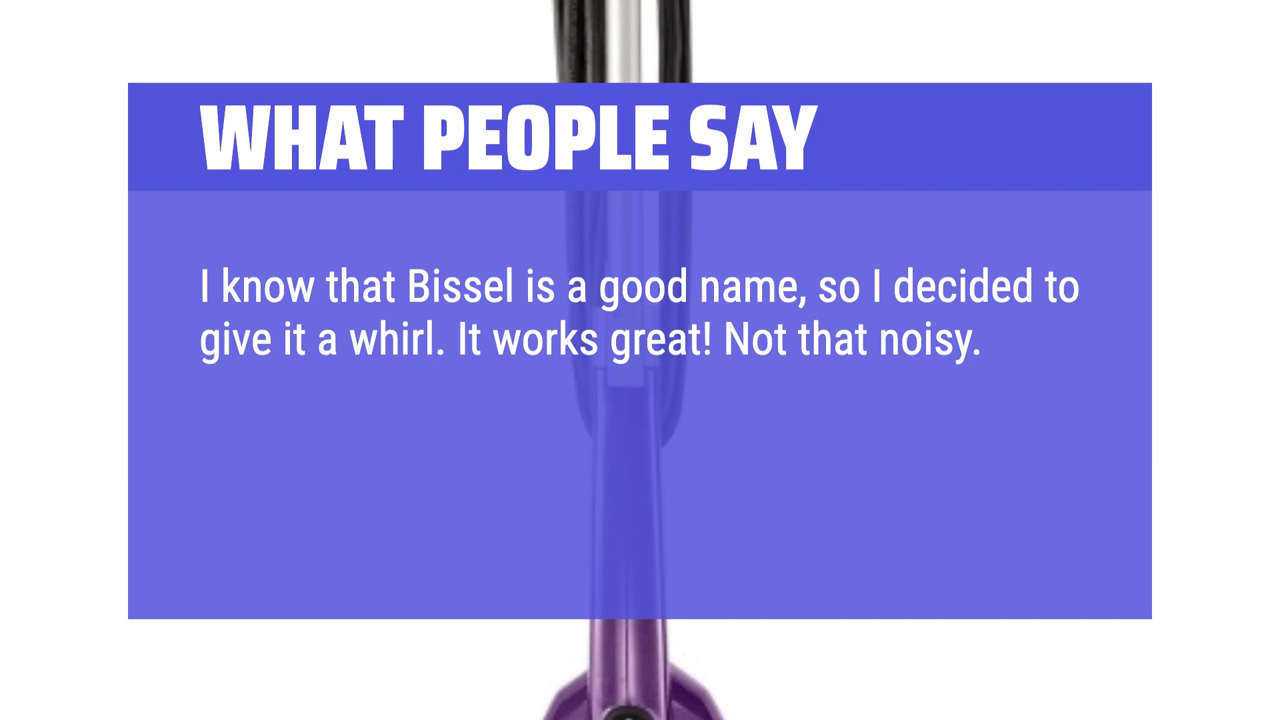 WHAT PEOPLE SAY
I know that Bissel is a good name, so I decided to
give it a whirl. It works great! Not that noisy.